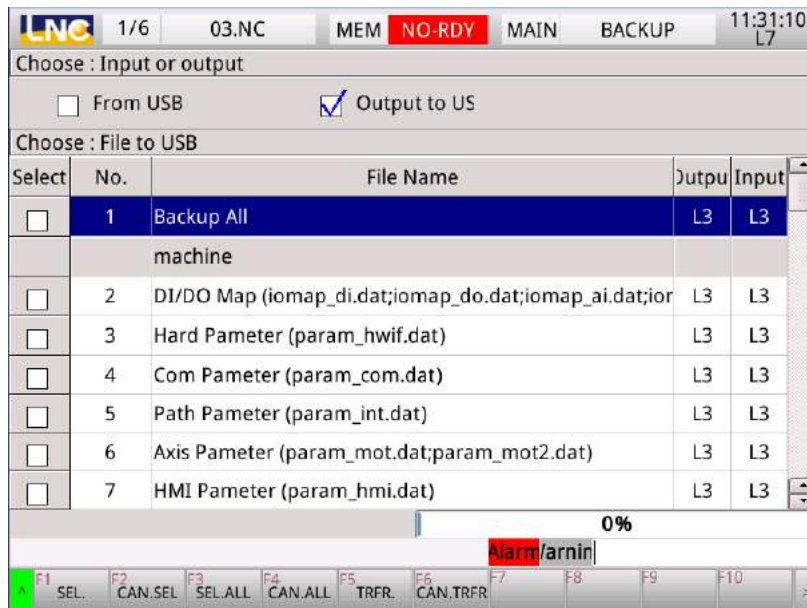 LNC 1/6 03.NC MEM NO-RDY MAIN BACKUP 11:31:10
L7
Choose : Input or output
From USB Output to US
Choose : File to USB
Select No. File Name Outpu Input
1 Backup All L3 L3
machine
2 DI/DO Map (iomap_di.dat;iomap_do.dat;iomap_ai.dat;ior L3 L3
3 Hard Pameter (param_hwif.dat) L3 L3
4 Com Pameter (param_com.dat) L3 L3
5 Path Pameter (param_int.dat) L3 L3
6 Axis Pameter (param_mot.dat;param_mot2.dat) L3 L3
7 HMI Pameter (param_hmi.dat) L3 L3
0%
Alarm/arnin
^ F1 SEL. F2 CAN.SEL F3 SEL.ALL F4 CAN.ALL F5 TRFR. F6 CAN.TRFR F7 F8 F9 F10